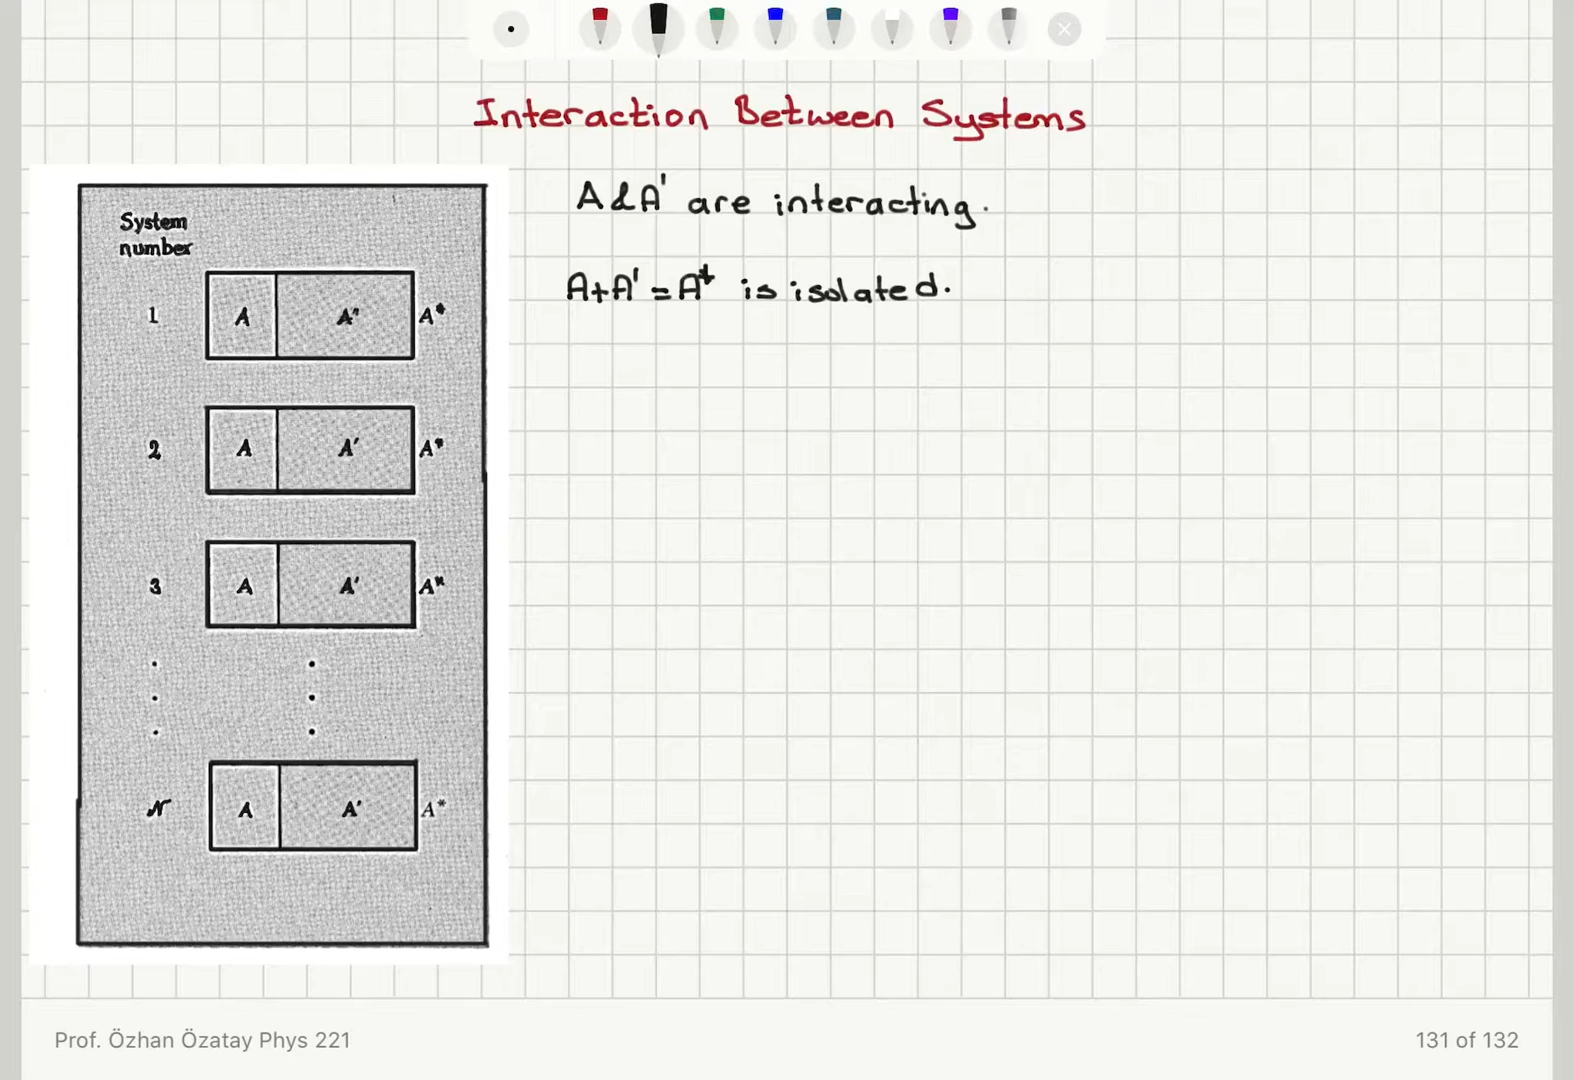 Interaction Between Systems
A & A' are interacting.
A+A' = A* is isolated.
System
number
1 A A' A*
2 A A' A*
3 A A' A*
N A A' A*
Prof. Özhan Özatay Phys 221
131 of 132